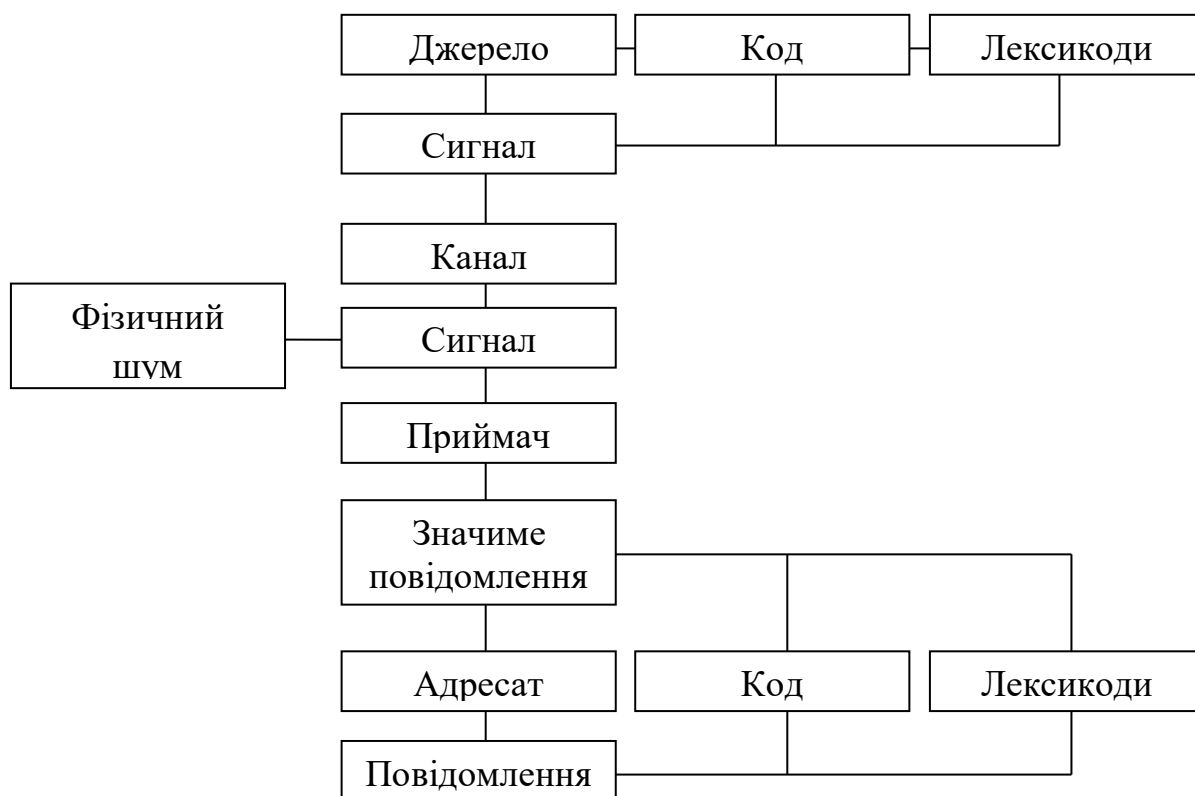 Джерело Код Лексикоди
Сигнал
Канал
Фізичний
шум
Сигнал
Приймач
Значиме
повідомлення
Адресат Код Лексикоди
Повідомлення